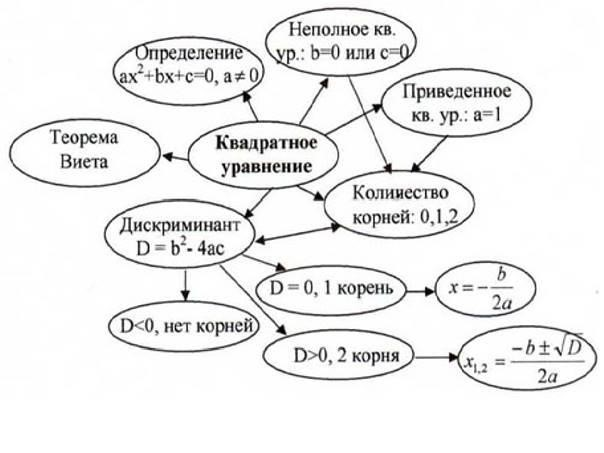 Неполное кв.
ур.: b=0 или c=0
Определение
ax²+bx+c=0, a≠0
Приведенное
кв. ур.: a=1
Теорема
Виета
Квадратное
уравнение
Количество
корней: 0,1,2
Дискриминант
D = b²- 4ac
D = 0, 1 корень
x = - b/2a
D<0, нет корней
D>0, 2 корня
x₁,₂ = -b ± √D / 2a